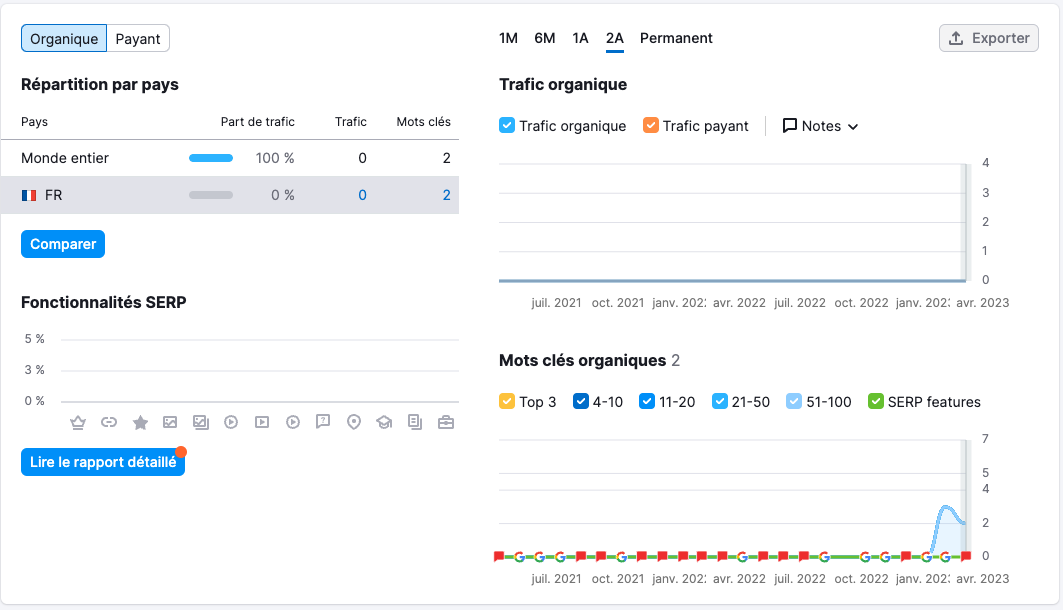 Organique Payant
Répartition par pays
Pays Part de trafic Trafic Mots clés
Monde entier 100 % 0 2
FR 0 % 0 2
Comparer
Fonctionnalités SERP
5 %
3 %
0 %
Lire le rapport détaillé
1M 6M 1A 2A Permanent
Exporter
Trafic organique
Trafic organique Trafic payant Notes
4
3
2
1
0
juil. 2021 oct. 2021 janv. 202 avr. 2022 juil. 2022 oct. 2022 janv. 202 avr. 2023
Mots clés organiques 2
Top 3 4-10 11-20 21-50 51-100 SERP features
7
5
4
2
0
juil. 2021 oct. 2021 janv. 202 avr. 2022 juil. 2022 oct. 2022 janv. 202 avr. 2023